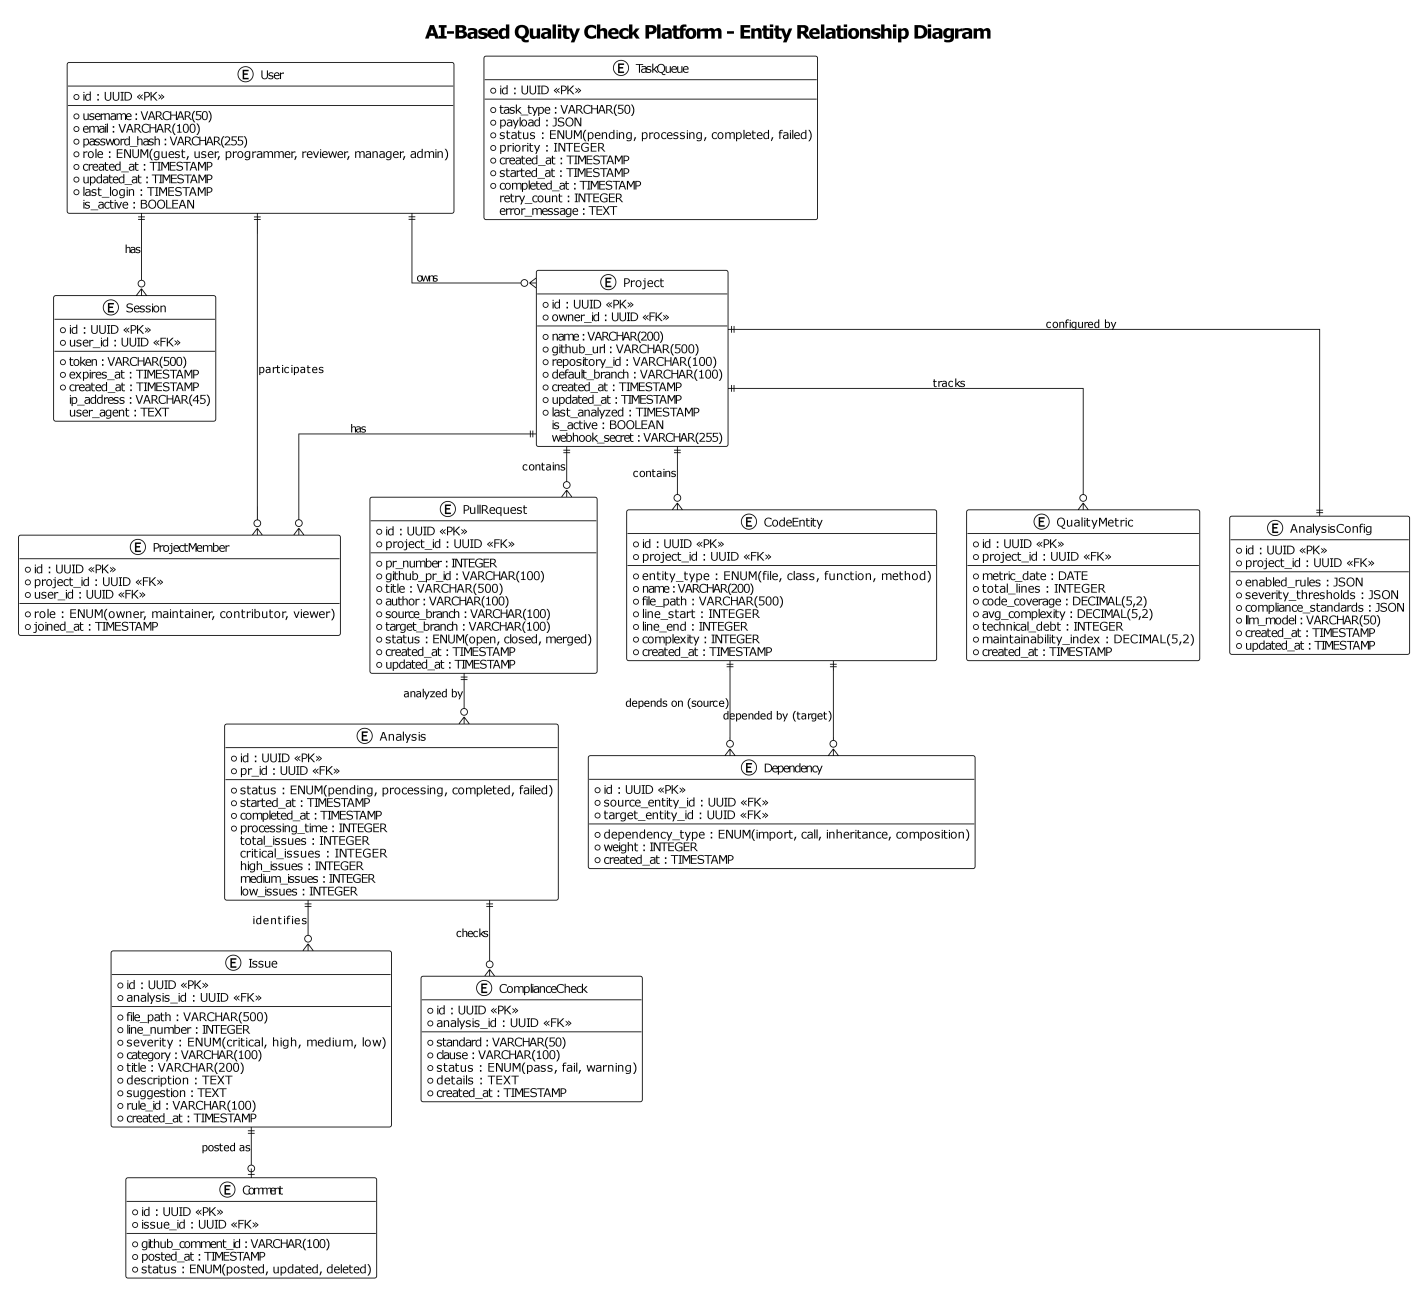 AI-Based Quality Check Platform - Entity Relationship Diagram
E User
id : UUID «PK»
username : VARCHAR(50)
email : VARCHAR(100)
password_hash : VARCHAR(255)
role : ENUM(guest, user, programmer, reviewer, manager, admin)
created_at : TIMESTAMP
updated_at : TIMESTAMP
last_login : TIMESTAMP
is_active : BOOLEAN
E TaskQueue
id : UUID «PK»
task_type : VARCHAR(50)
payload : JSON
status : ENUM(pending, processing, completed, failed)
priority : INTEGER
created_at : TIMESTAMP
started_at : TIMESTAMP
completed_at : TIMESTAMP
retry_count : INTEGER
error_message : TEXT
has
owns
participates
E Session
id : UUID «PK»
user_id : UUID «FK»
token : VARCHAR(500)
expires_at : TIMESTAMP
created_at : TIMESTAMP
ip_address : VARCHAR(45)
user_agent : TEXT
E Project
id : UUID «PK»
owner_id : UUID «FK»
name : VARCHAR(200)
github_url : VARCHAR(500)
repository_id : VARCHAR(100)
default_branch : VARCHAR(100)
created_at : TIMESTAMP
updated_at : TIMESTAMP
last_analyzed : TIMESTAMP
is_active : BOOLEAN
webhook_secret : VARCHAR(255)
configured by
tracks
has
contains
contains
E ProjectMember
id : UUID «PK»
project_id : UUID «FK»
user_id : UUID «FK»
role : ENUM(owner, maintainer, contributor, viewer)
joined_at : TIMESTAMP
E PullRequest
id : UUID «PK»
project_id : UUID «FK»
pr_number : INTEGER
github_pr_id : VARCHAR(100)
title : VARCHAR(500)
author : VARCHAR(100)
source_branch : VARCHAR(100)
target_branch : VARCHAR(100)
status : ENUM(open, closed, merged)
created_at : TIMESTAMP
updated_at : TIMESTAMP
E CodeEntity
id : UUID «PK»
project_id : UUID «FK»
entity_type : ENUM(file, class, function, method)
name : VARCHAR(200)
file_path : VARCHAR(500)
line_start : INTEGER
line_end : INTEGER
complexity : INTEGER
created_at : TIMESTAMP
E QualityMetric
id : UUID «PK»
project_id : UUID «FK»
metric_date : DATE
total_lines : INTEGER
code_coverage : DECIMAL(5,2)
avg_complexity : DECIMAL(5,2)
technical_debt : INTEGER
maintainability_index : DECIMAL(5,2)
created_at : TIMESTAMP
E AnalysisConfig
id : UUID «PK»
project_id : UUID «FK»
enabled_rules : JSON
severity_thresholds : JSON
compliance_standards : JSON
llm_model : VARCHAR(50)
created_at : TIMESTAMP
updated_at : TIMESTAMP
analyzed by
depends on (source)
depended by (target)
E Analysis
id : UUID «PK»
pr_id : UUID «FK»
status : ENUM(pending, processing, completed, failed)
started_at : TIMESTAMP
completed_at : TIMESTAMP
processing_time : INTEGER
total_issues : INTEGER
critical_issues : INTEGER
high_issues : INTEGER
medium_issues : INTEGER
low_issues : INTEGER
E Dependency
id : UUID «PK»
source_entity_id : UUID «FK»
target_entity_id : UUID «FK»
dependency_type : ENUM(import, call, inheritance, composition)
weight : INTEGER
created_at : TIMESTAMP
identifies
checks
E Issue
id : UUID «PK»
analysis_id : UUID «FK»
file_path : VARCHAR(500)
line_number : INTEGER
severity : ENUM(critical, high, medium, low)
category : VARCHAR(100)
title : VARCHAR(200)
description : TEXT
suggestion : TEXT
rule_id : VARCHAR(100)
created_at : TIMESTAMP
E ComplianceCheck
id : UUID «PK»
analysis_id : UUID «FK»
standard : VARCHAR(50)
clause : VARCHAR(100)
status : ENUM(pass, fail, warning)
details : TEXT
created_at : TIMESTAMP
posted as
E Comment
id : UUID «PK»
issue_id : UUID «FK»
github_comment_id : VARCHAR(100)
posted_at : TIMESTAMP
status : ENUM(posted, updated, deleted)